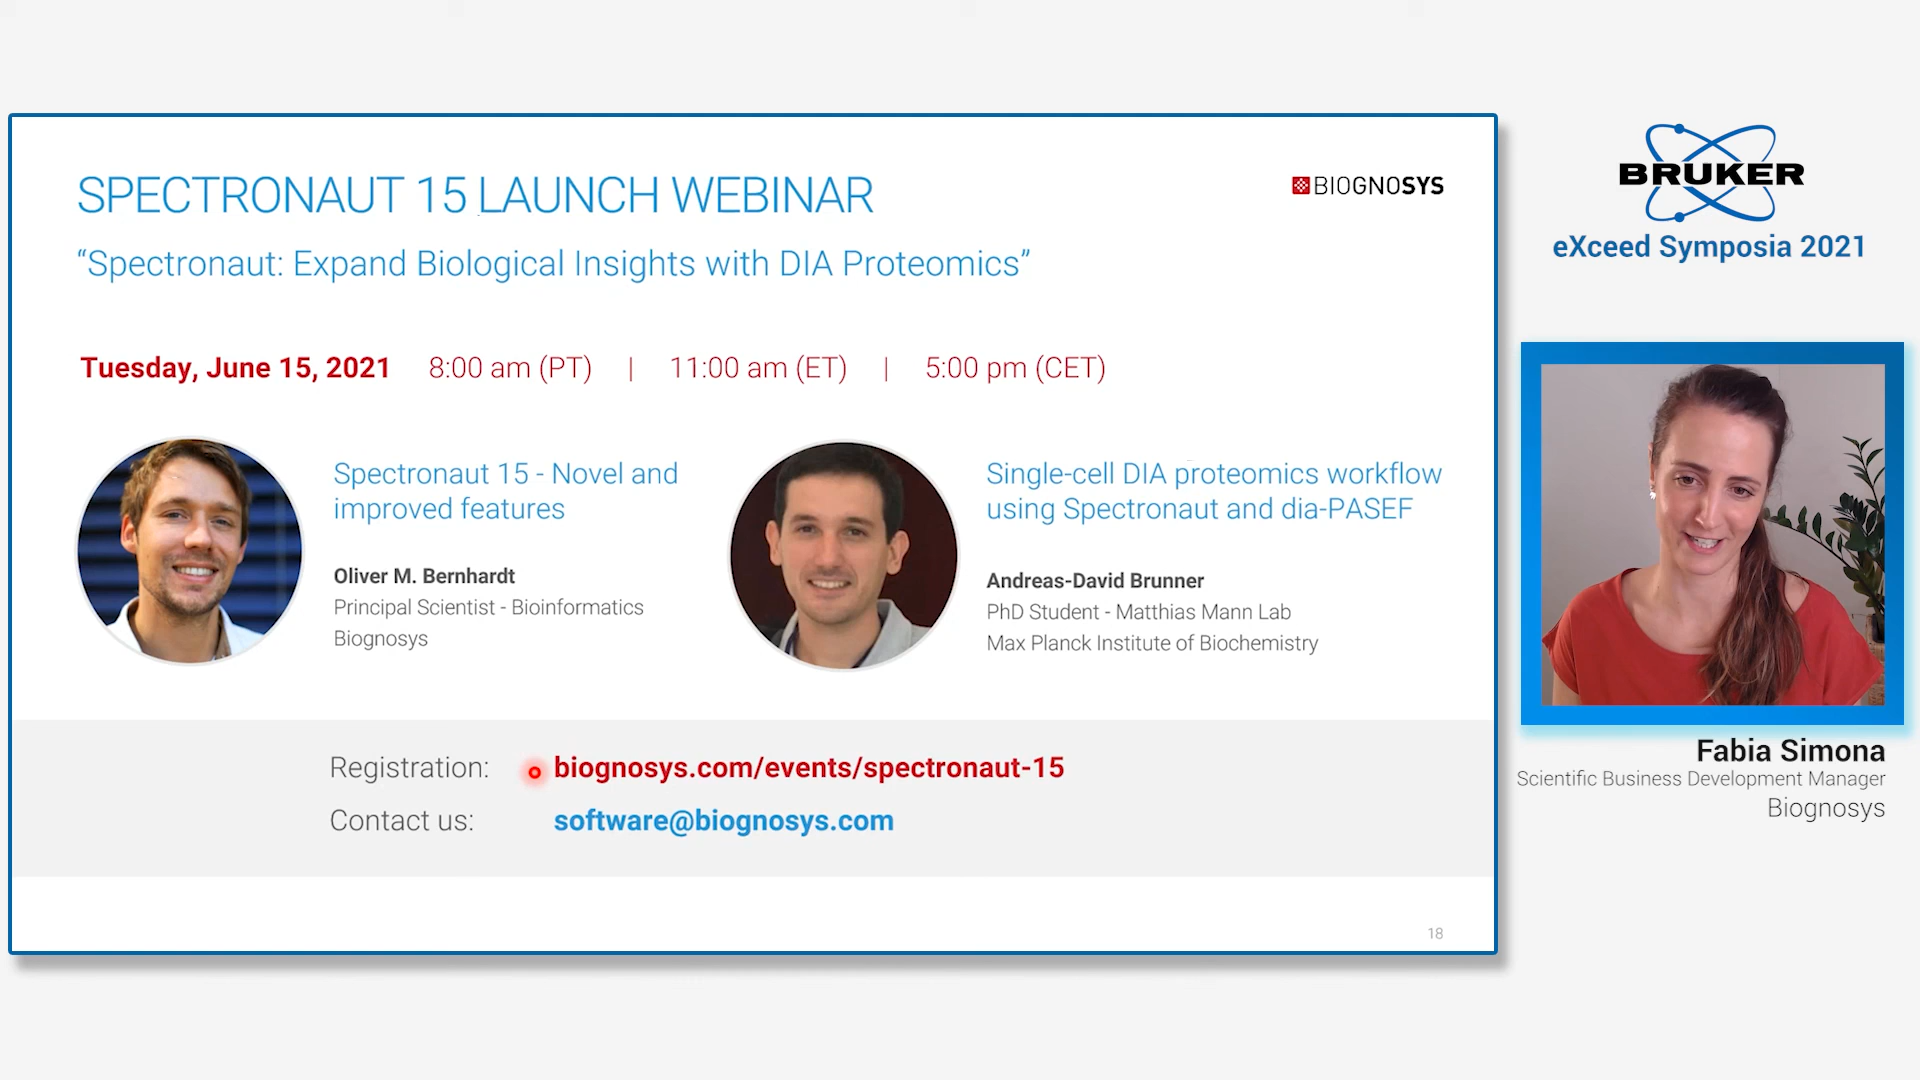 SPECTRONAUT 15 LAUNCH WEBINAR
BIOGNOSYS
“Spectronaut: Expand Biological Insights with DIA Proteomics”
Tuesday, June 15, 2021 8:00 am (PT) | 11:00 am (ET) | 5:00 pm (CET)
Spectronaut 15 - Novel and
improved features
Oliver M. Bernhardt
Principal Scientist - Bioinformatics
Biognosys
Single-cell DIA proteomics workflow
using Spectronaut and dia-PASEF
Andreas-David Brunner
PhD Student - Matthias Mann Lab
Max Planck Institute of Biochemistry
Registration: biognosys.com/events/spectronaut-15
Contact us: software@biognosys.com
18
BRUKER
eXceed Symposia 2021
Fabia Simona
Scientific Business Development Manager
Biognosys